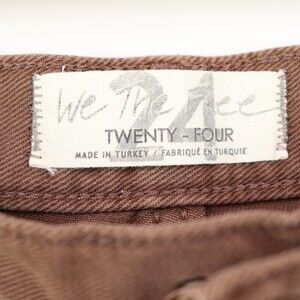 24
We The Free
TWENTY - FOUR
MADE IN TURKEY / FABRIQUÉ EN TURQUIE